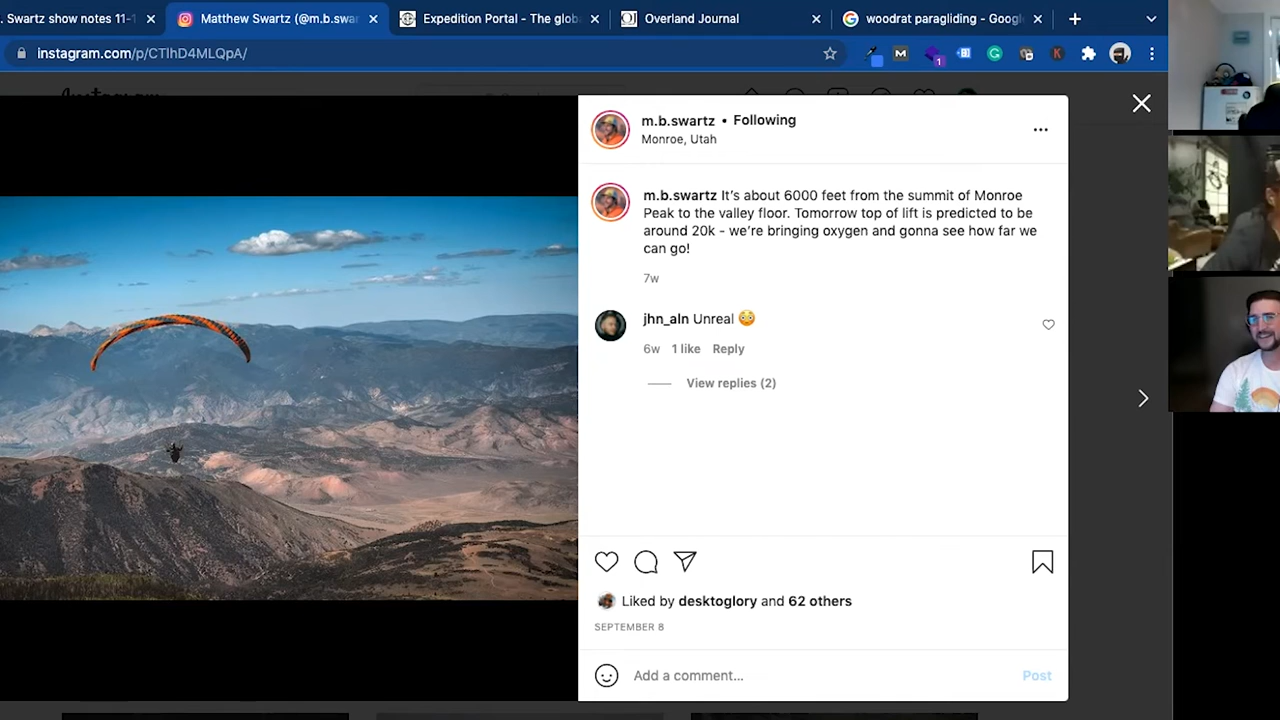 . Swartz show notes 11-1
Matthew Swartz (@m.b.swar
Expedition Portal - The globa
Overland Journal
woodrat paragliding - Google
instagram.com/p/CTlhD4MLQpA/
m.b.swartz • Following
Monroe, Utah
m.b.swartz It’s about 6000 feet from the summit of Monroe
Peak to the valley floor. Tomorrow top of lift is predicted to be
around 20k - we’re bringing oxygen and gonna see how far we
can go!
7w
jhn_aln Unreal 😳
6w 1 like Reply
View replies (2)
Liked by desktoglory and 62 others
SEPTEMBER 8
Add a comment...
Post